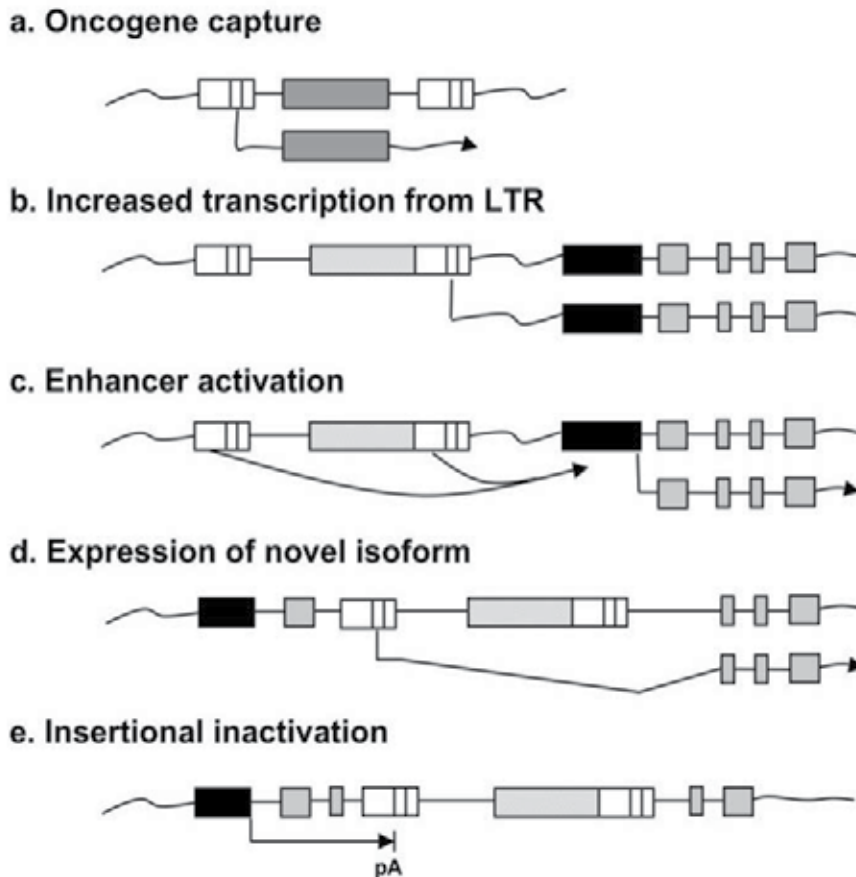 a. Oncogene capture
b. Increased transcription from LTR
c. Enhancer activation
d. Expression of novel isoform
e. Insertional inactivation
pA